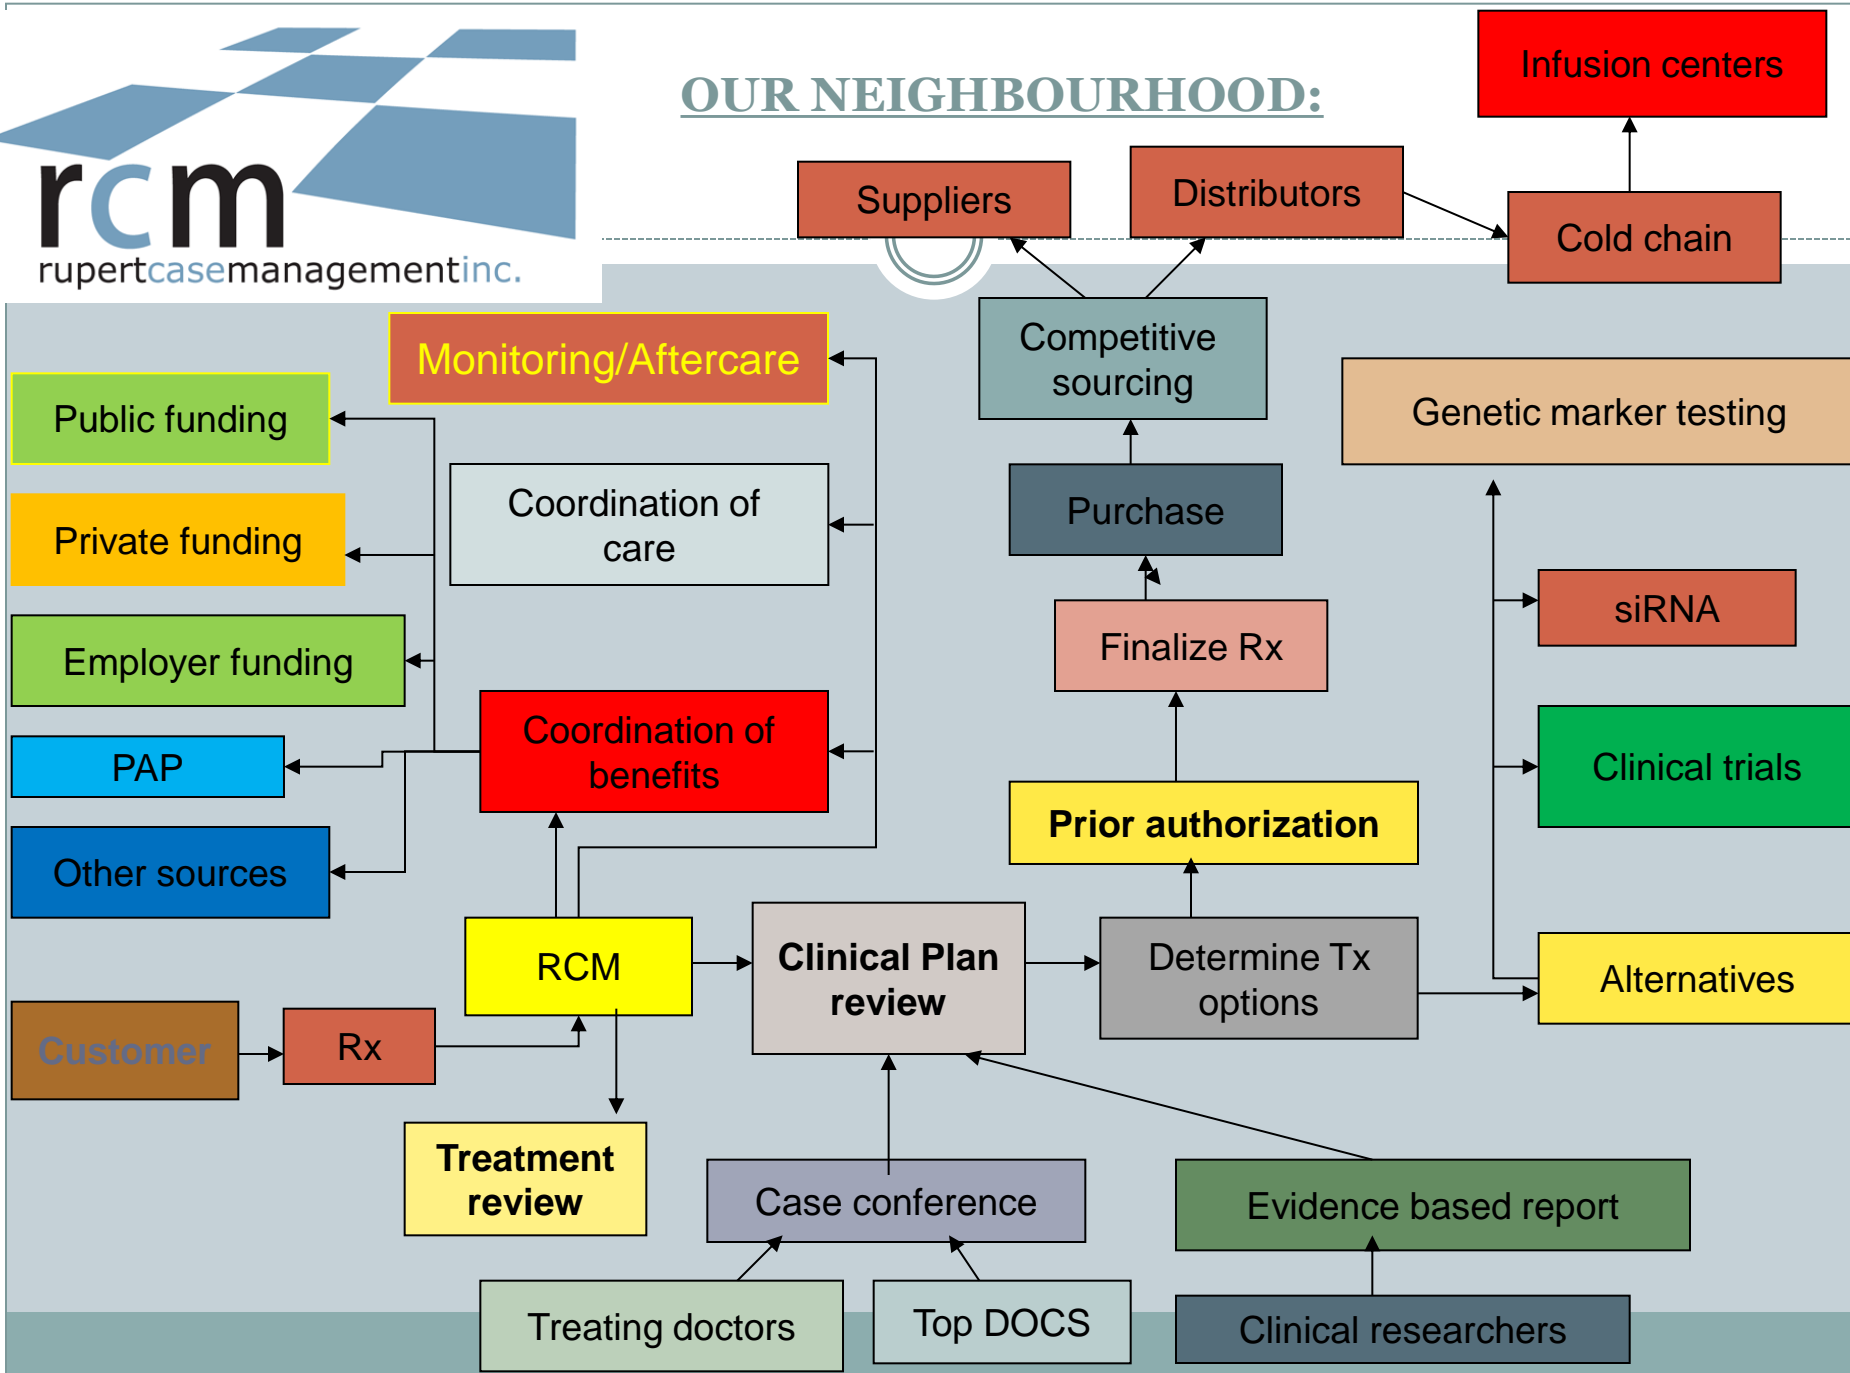 rcm
rupertcasemanagementinc.
OUR NEIGHBOURHOOD:
Infusion centers
Suppliers
Distributors
Cold chain
Monitoring/Aftercare
Competitive
sourcing
Public funding
Genetic marker testing
Coordination of
care
Purchase
Private funding
siRNA
Employer funding
Finalize Rx
Coordination of
benefits
PAP
Clinical trials
Prior authorization
Other sources
RCM
Clinical Plan
review
Determine Tx
options
Alternatives
Customer
Rx
Treatment
review
Case conference
Evidence based report
Treating doctors
Top DOCS
Clinical researchers